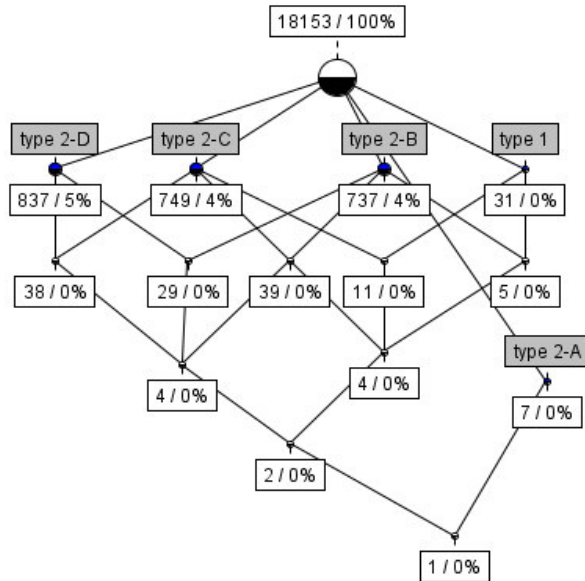 18153 / 100%
type 2-D
type 2-C
type 2-B
type 1
837 / 5%
749 / 4%
737 / 4%
31 / 0%
38 / 0%
29 / 0%
39 / 0%
11 / 0%
5 / 0%
type 2-A
4 / 0%
4 / 0%
7 / 0%
2 / 0%
1 / 0%